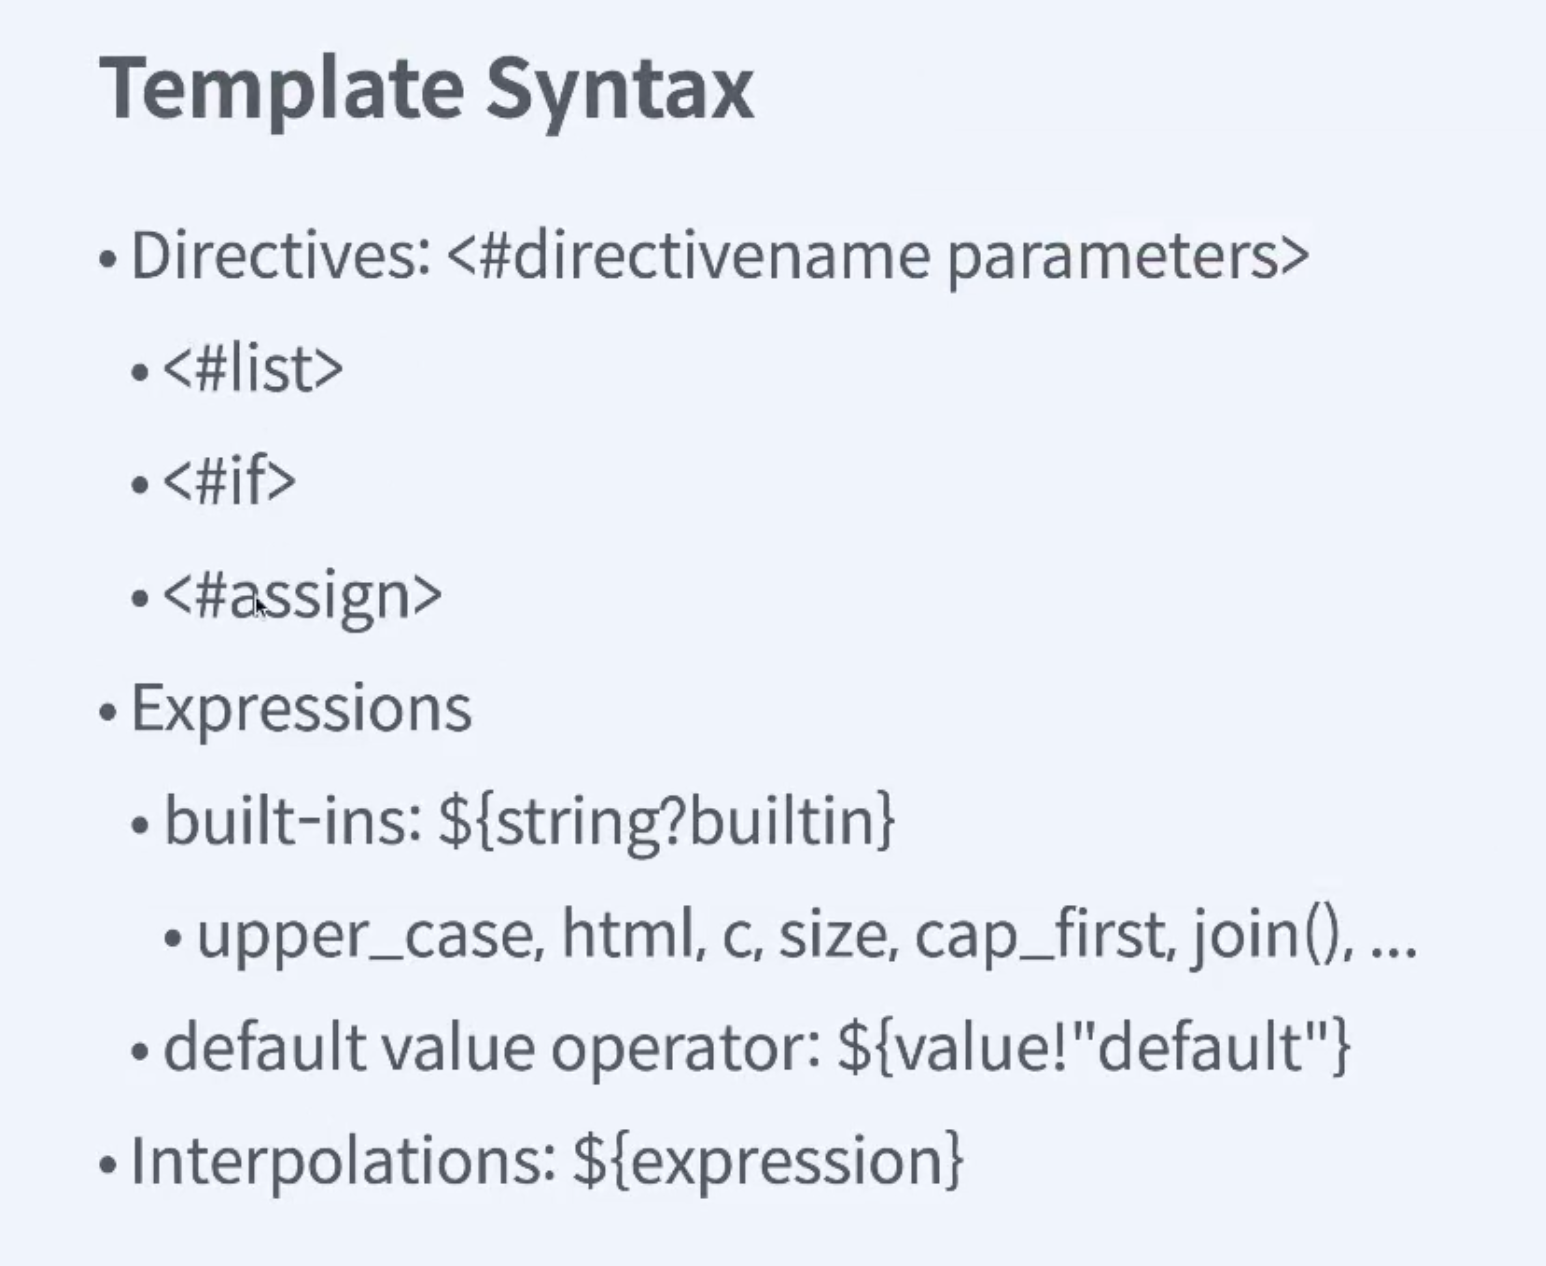 Template Syntax
• Directives: <#directivename parameters>
• <#list>
• <#if>
• <#assign>
• Expressions
• built-ins: ${string?builtin}
• upper_case, html, c, size, cap_first, join(), ...
• default value operator: ${value!"default"}
• Interpolations: ${expression}